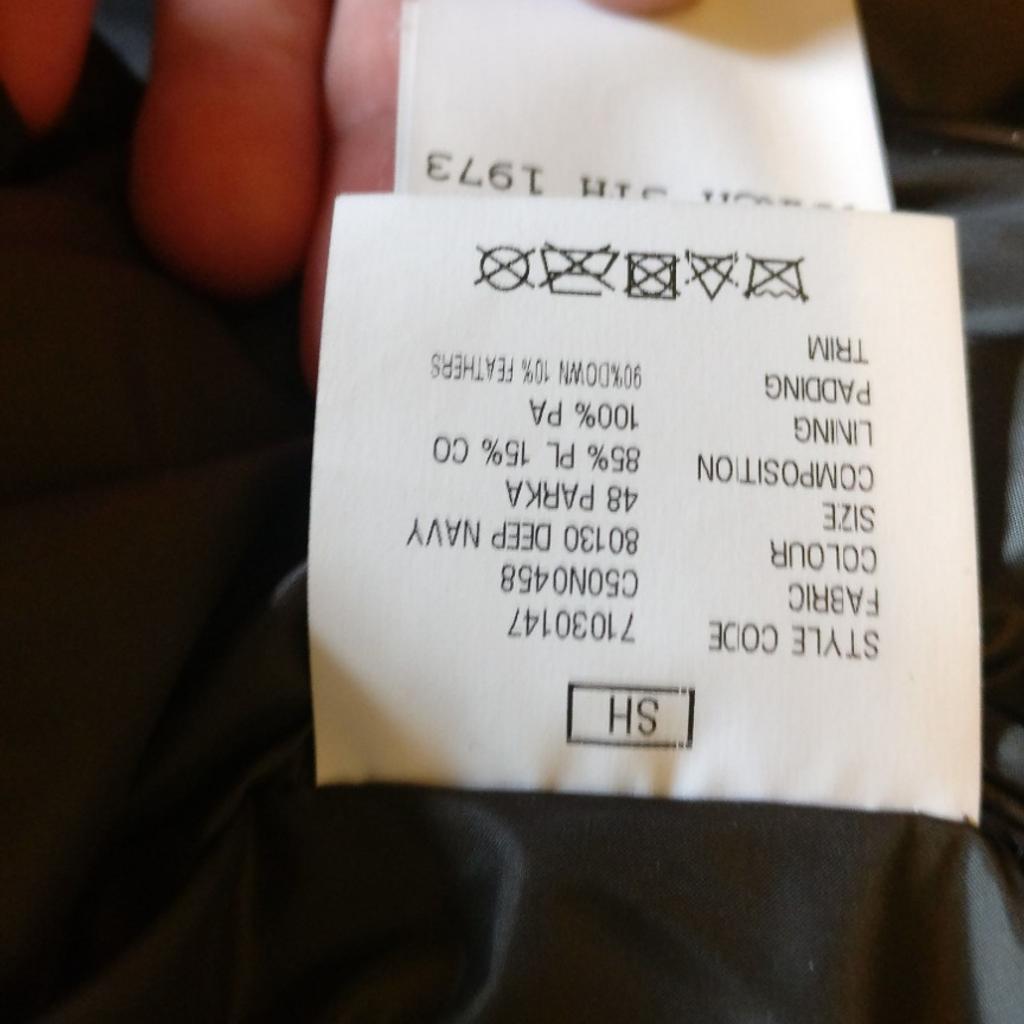 SH
STYLE CODE 71030147
FABRIC C50N0458
COLOUR 80130 DEEP NAVY
SIZE 48 PARKA
COMPOSITION 85% PL 15% CO
LINING 100% PA
PADDING 90%DOWN 10% FEATHERS
TRIM
1973